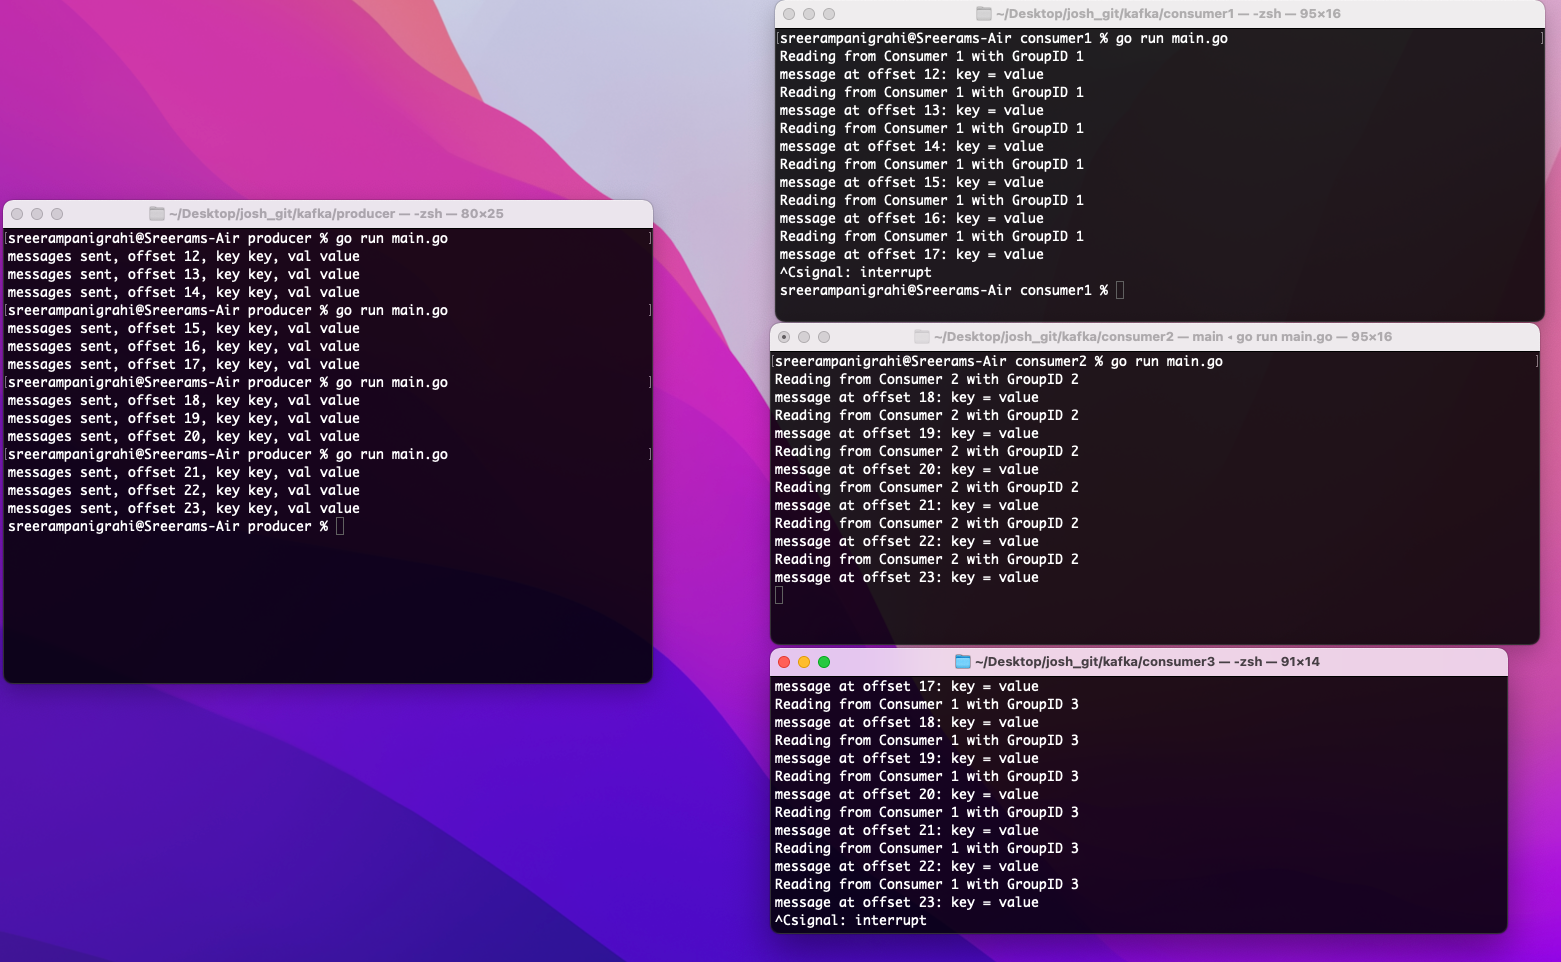 ~/Desktop/josh_git/kafka/producer — -zsh — 80×25
[sreerampanigrahi@Sreerams-Air producer % go run main.go ]
messages sent, offset 12, key key, val value
messages sent, offset 13, key key, val value
messages sent, offset 14, key key, val value
[sreerampanigrahi@Sreerams-Air producer % go run main.go ]
messages sent, offset 15, key key, val value
messages sent, offset 16, key key, val value
messages sent, offset 17, key key, val value
[sreerampanigrahi@Sreerams-Air producer % go run main.go ]
messages sent, offset 18, key key, val value
messages sent, offset 19, key key, val value
messages sent, offset 20, key key, val value
[sreerampanigrahi@Sreerams-Air producer % go run main.go ]
messages sent, offset 21, key key, val value
messages sent, offset 22, key key, val value
messages sent, offset 23, key key, val value
sreerampanigrahi@Sreerams-Air producer %
~/Desktop/josh_git/kafka/consumer1 — -zsh — 95×16
[sreerampanigrahi@Sreerams-Air consumer1 % go run main.go ]
Reading from Consumer 1 with GroupID 1
message at offset 12: key = value
Reading from Consumer 1 with GroupID 1
message at offset 13: key = value
Reading from Consumer 1 with GroupID 1
message at offset 14: key = value
Reading from Consumer 1 with GroupID 1
message at offset 15: key = value
Reading from Consumer 1 with GroupID 1
message at offset 16: key = value
Reading from Consumer 1 with GroupID 1
message at offset 17: key = value
^Csignal: interrupt
sreerampanigrahi@Sreerams-Air consumer1 %
~/Desktop/josh_git/kafka/consumer2 — main ◂ go run main.go — 95×16
[sreerampanigrahi@Sreerams-Air consumer2 % go run main.go ]
Reading from Consumer 2 with GroupID 2
message at offset 18: key = value
Reading from Consumer 2 with GroupID 2
message at offset 19: key = value
Reading from Consumer 2 with GroupID 2
message at offset 20: key = value
Reading from Consumer 2 with GroupID 2
message at offset 21: key = value
Reading from Consumer 2 with GroupID 2
message at offset 22: key = value
Reading from Consumer 2 with GroupID 2
message at offset 23: key = value
~/Desktop/josh_git/kafka/consumer3 — -zsh — 91×14
message at offset 17: key = value
Reading from Consumer 1 with GroupID 3
message at offset 18: key = value
Reading from Consumer 1 with GroupID 3
message at offset 19: key = value
Reading from Consumer 1 with GroupID 3
message at offset 20: key = value
Reading from Consumer 1 with GroupID 3
message at offset 21: key = value
Reading from Consumer 1 with GroupID 3
message at offset 22: key = value
Reading from Consumer 1 with GroupID 3
message at offset 23: key = value
^Csignal: interrupt